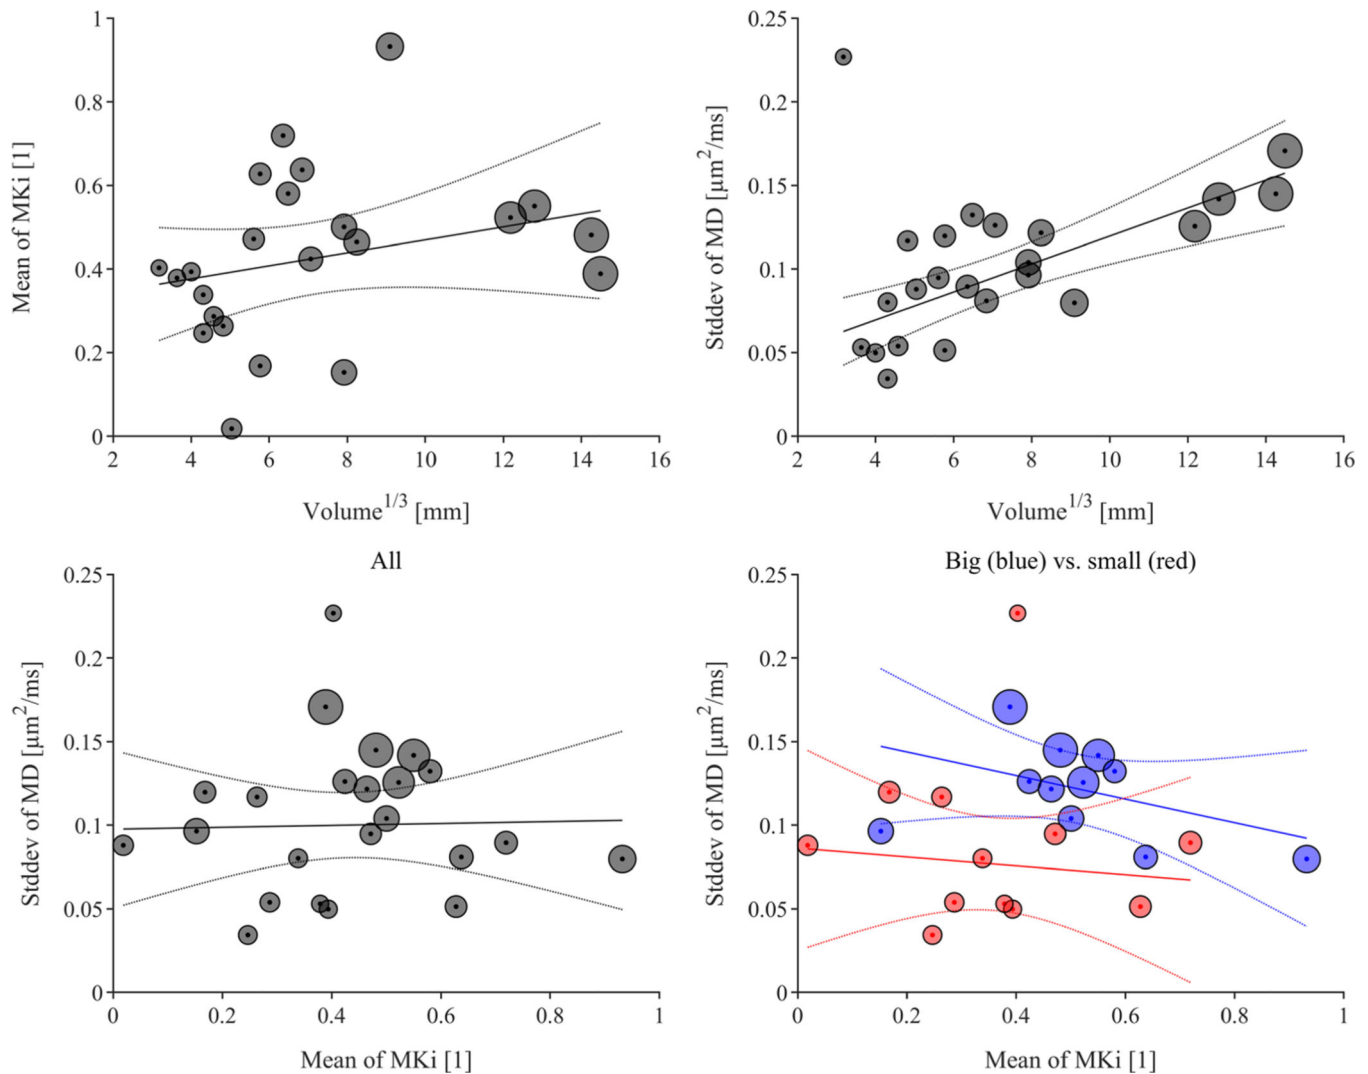 Mean of MKi [1]
1
0.8
0.6
0.4
0.2
0
2 4 6 8 10 12 14 16
Volume^1/3 [mm]
Stddev of MD [μm²/ms]
0.25
0.2
0.15
0.1
0.05
0
2 4 6 8 10 12 14 16
Volume^1/3 [mm]
All
Stddev of MD [μm²/ms]
0.25
0.2
0.15
0.1
0.05
0
0 0.2 0.4 0.6 0.8 1
Mean of MKi [1]
Big (blue) vs. small (red)
Stddev of MD [μm²/ms]
0.25
0.2
0.15
0.1
0.05
0
0 0.2 0.4 0.6 0.8 1
Mean of MKi [1]